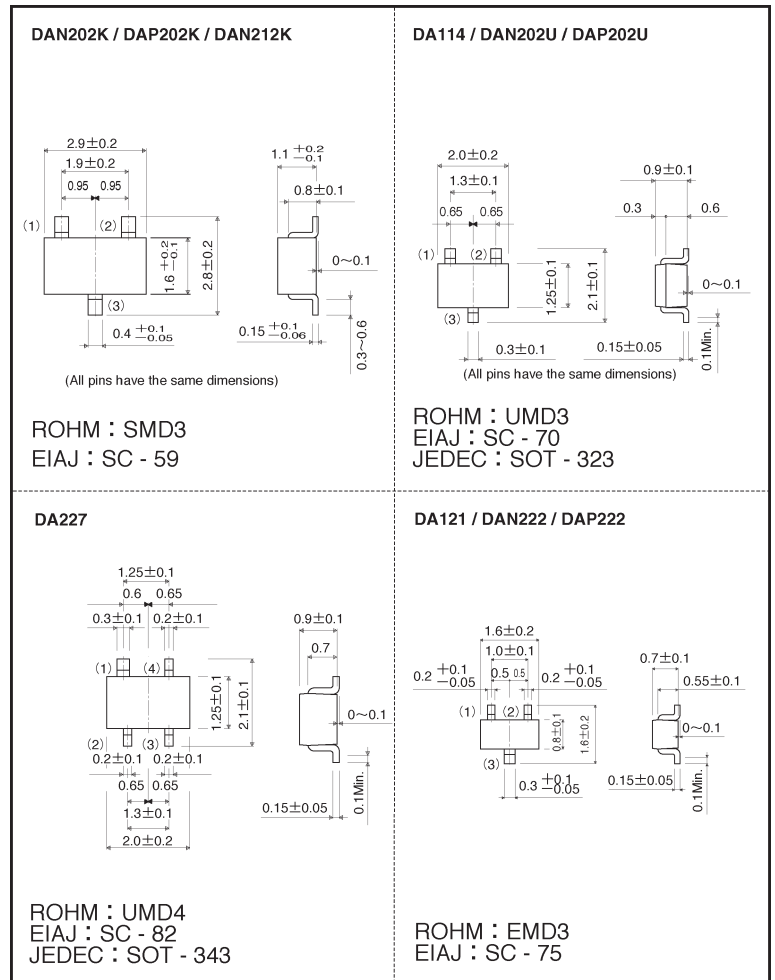 DAN202K / DAP202K / DAN212K
2.9±0.2
1.9±0.2
0.95 0.95
(1) (2)
(3)
1.6 +0.2 −0.1
2.8±0.2
0.4 +0.1 −0.05
1.1 +0.2 −0.1
0.8±0.1
0~0.1
0.15 +0.1 −0.06
0.3~0.6
(All pins have the same dimensions)
ROHM : SMD3
EIAJ : SC - 59
DA114 / DAN202U / DAP202U
2.0±0.2
1.3±0.1
0.65 0.65
(1) (2)
(3)
1.25±0.1
2.1±0.1
0.3±0.1
0.9±0.1
0.3 0.6
0~0.1
0.15±0.05
0.1Min.
(All pins have the same dimensions)
ROHM : UMD3
EIAJ : SC - 70
JEDEC : SOT - 323
DA227
1.25±0.1
0.6 0.65
0.3±0.1 0.2±0.1
(1) (4)
(2) (3)
1.25±0.1
2.1±0.1
0.2±0.1 0.2±0.1
0.65 0.65
1.3±0.1
2.0±0.2
0.9±0.1
0.7
0~0.1
0.15±0.05
0.1Min.
ROHM : UMD4
EIAJ : SC - 82
JEDEC : SOT - 343
DA121 / DAN222 / DAP222
1.6±0.2
1.0±0.1
0.2 +0.1 −0.05 0.5 0.5 0.2 +0.1 −0.05
(1) (2)
(3)
0.8±0.1
1.6±0.2
0.3 +0.1 −0.05
0.7±0.1
0.55±0.1
0~0.1
0.15±0.05
0.1Min.
ROHM : EMD3
EIAJ : SC - 75